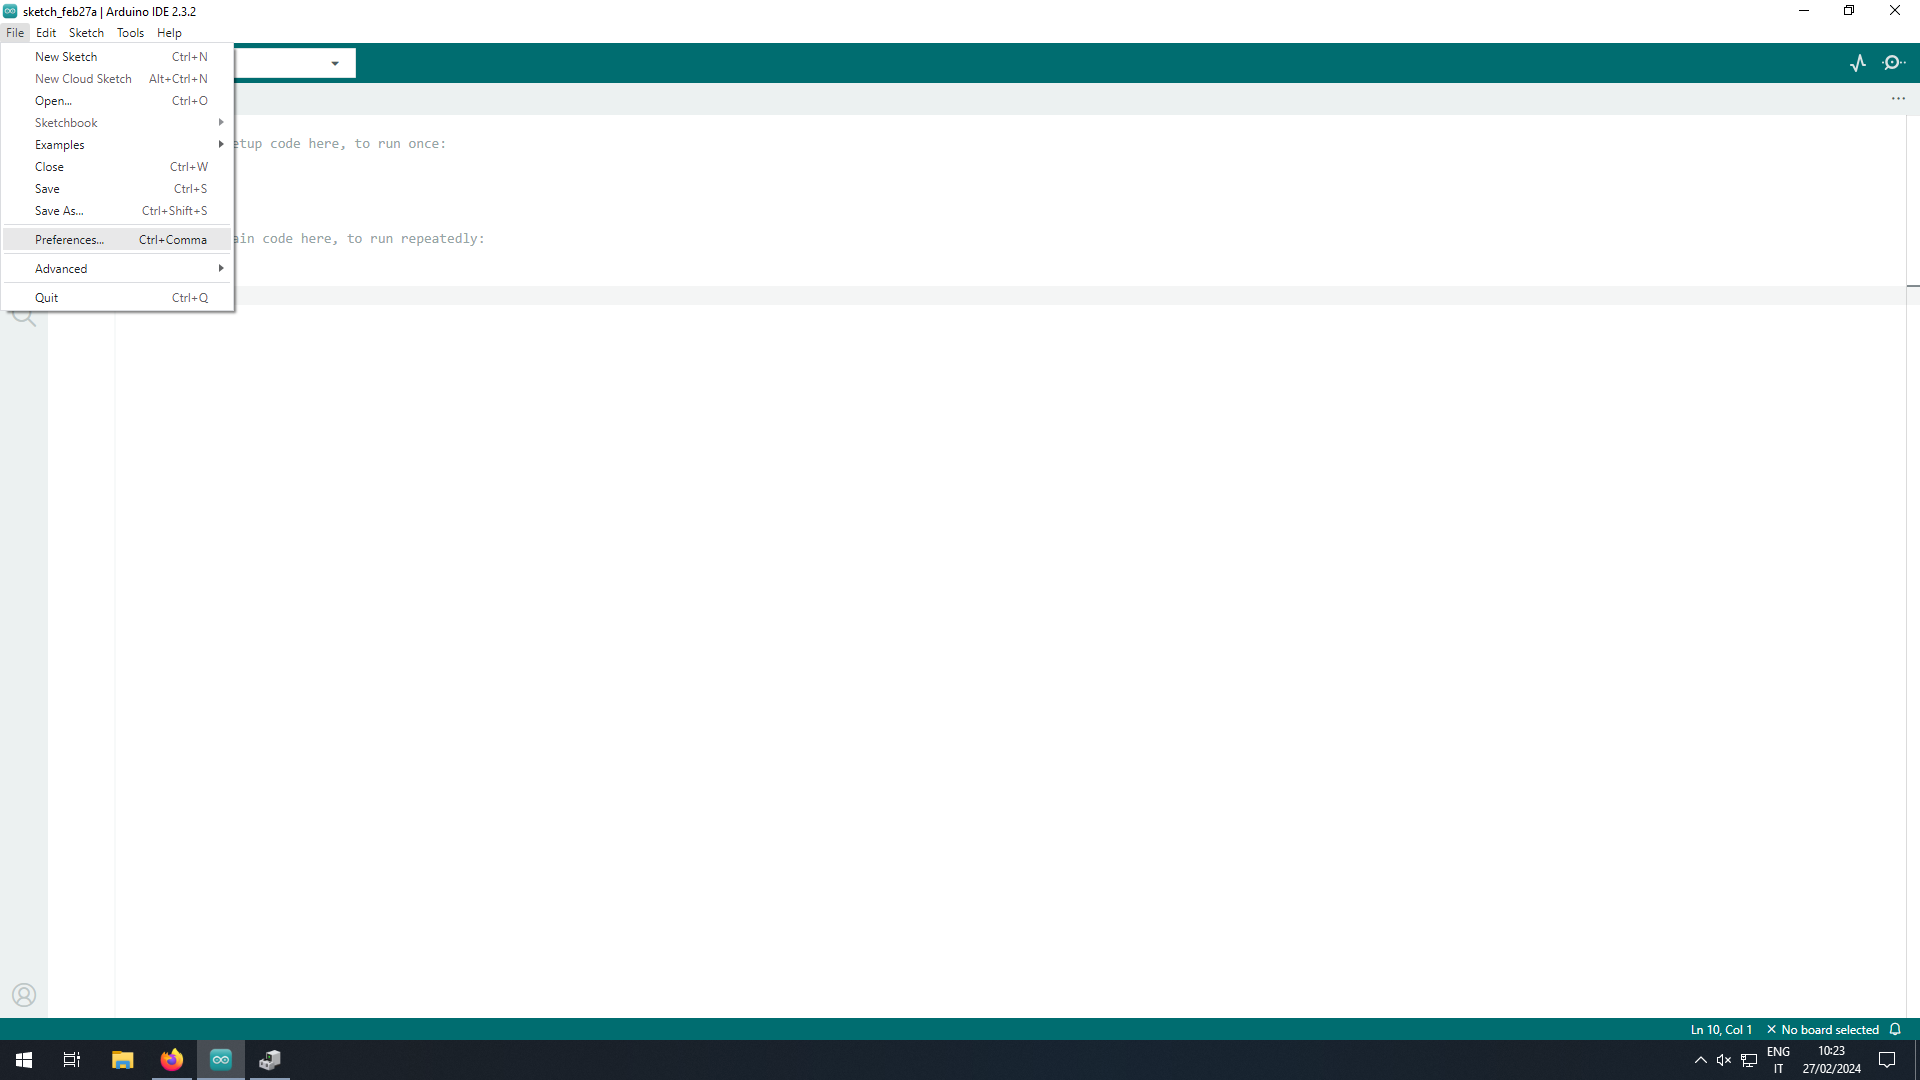 sketch_feb27a | Arduino IDE 2.3.2
File Edit Sketch Tools Help
New Sketch Ctrl+N
New Cloud Sketch Alt+Ctrl+N
Open... Ctrl+O
Sketchbook
Examples
Close Ctrl+W
Save Ctrl+S
Save As... Ctrl+Shift+S
Preferences... Ctrl+Comma
Advanced
Quit Ctrl+Q
etup code here, to run once:
ain code here, to run repeatedly:
Ln 10, Col 1 × No board selected
ENG
IT
10:23
27/02/2024